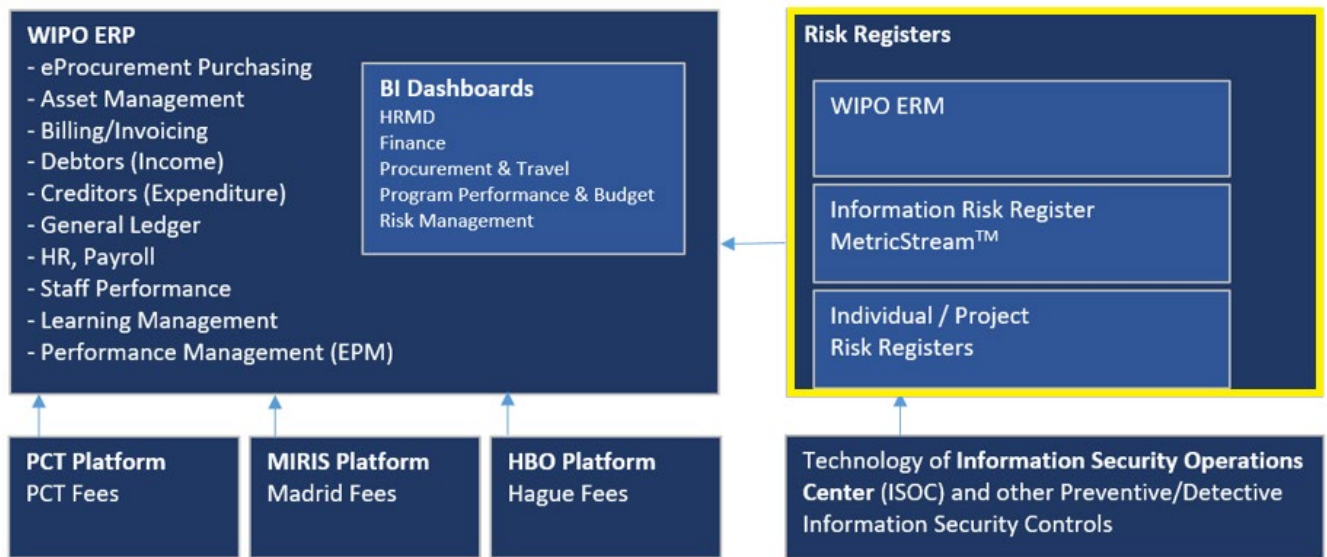 WIPO ERP
- eProcurement Purchasing
- Asset Management
- Billing/Invoicing
- Debtors (Income)
- Creditors (Expenditure)
- General Ledger
- HR, Payroll
- Staff Performance
- Learning Management
- Performance Management (EPM)
BI Dashboards
HRMD
Finance
Procurement & Travel
Program Performance & Budget
Risk Management
Risk Registers
WIPO ERM
Information Risk Register
MetricStream™
Individual / Project
Risk Registers
PCT Platform
PCT Fees
MIRIS Platform
Madrid Fees
HBO Platform
Hague Fees
Technology of Information Security Operations
Center (ISOC) and other Preventive/Detective
Information Security Controls